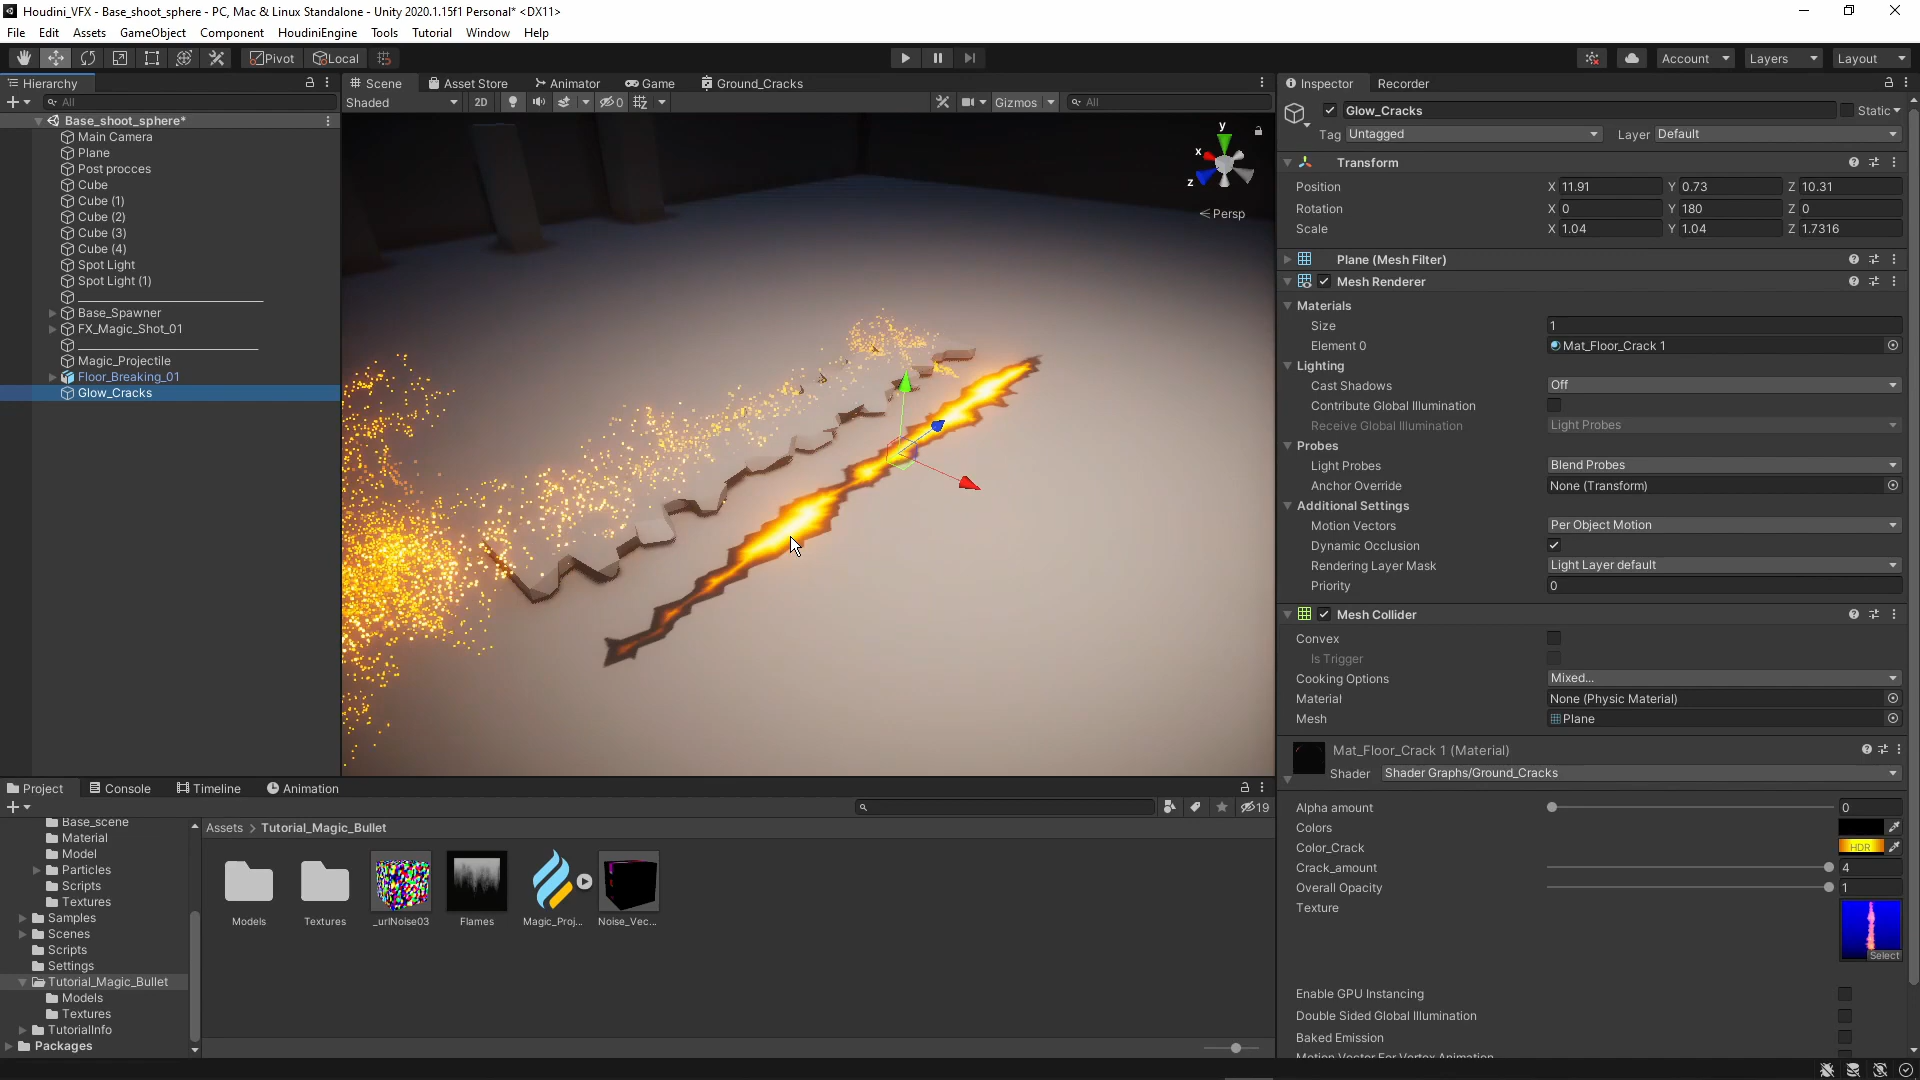 Houdini_VFX - Base_shoot_sphere - PC, Mac & Linux Standalone - Unity 2020.1.15f1 Personal* <DX11>
File Edit Assets GameObject Component HoudiniEngine Tools Tutorial Window Help
Pivot Local Account Layers Layout
Hierarchy
All
Base_shoot_sphere*
Main Camera
Plane
Post procces
Cube
Cube (1)
Cube (2)
Cube (3)
Cube (4)
Spot Light
Spot Light (1)
Base_Spawner
FX_Magic_Shot_01
Magic_Projectile
Floor_Breaking_01
Glow_Cracks
Scene Asset Store Animator Game Ground_Cracks
Shaded 2D 0 Gizmos All
y
x
z
Persp
Inspector Recorder
Glow_Cracks Static
Tag Untagged Layer Default
Transform
Position X 11.91 Y 0.73 Z 10.31
Rotation X 0 Y 180 Z 0
Scale X 1.04 Y 1.04 Z 1.7316
Plane (Mesh Filter)
Mesh Renderer
Materials
Size 1
Element 0 Mat_Floor_Crack 1
Lighting
Cast Shadows Off
Contribute Global Illumination
Receive Global Illumination Light Probes
Probes
Light Probes Blend Probes
Anchor Override None (Transform)
Additional Settings
Motion Vectors Per Object Motion
Dynamic Occlusion
Rendering Layer Mask Light Layer default
Priority 0
Mesh Collider
Convex
Is Trigger
Cooking Options Mixed...
Material None (Physic Material)
Mesh Plane
Mat_Floor_Crack 1 (Material)
Shader Shader Graphs/Ground_Cracks
Alpha amount 0
Colors
Color_Crack HDR
Crack_amount 4
Overall Opacity 1
Texture
Select
Enable GPU Instancing
Double Sided Global Illumination
Baked Emission
Motion Vector For Vertex Animation
Project Console Timeline Animation
19
Base_scene
Material
Model
Particles
Scripts
Textures
Samples
Scenes
Scripts
Settings
Tutorial_Magic_Bullet
Models
Textures
TutorialInfo
Packages
Assets > Tutorial_Magic_Bullet
Models Textures _urlNoise03 Flames Magic_Proj... Noise_Vec...